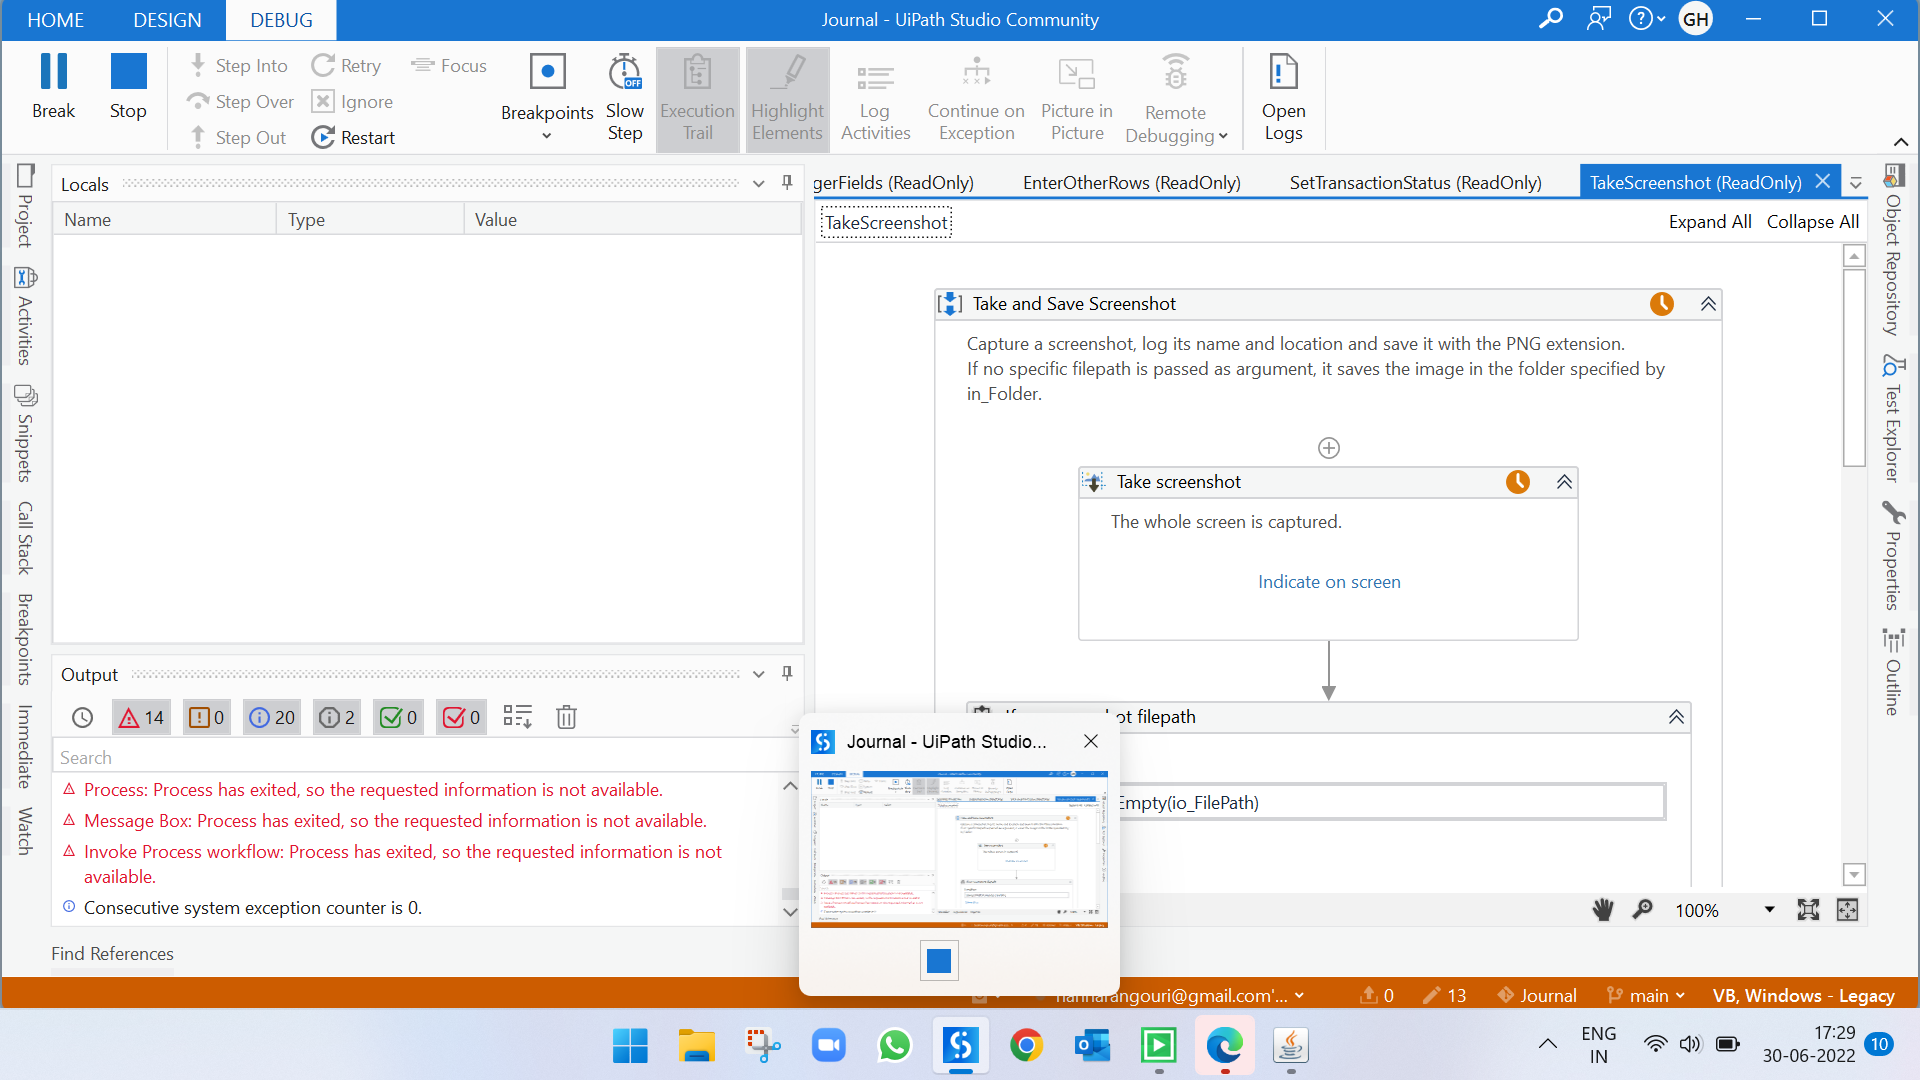 HOME DESIGN DEBUG
Journal - UiPath Studio Community
GH
Break
Stop
Step Into
Step Over
Step Out
Retry
Ignore
Restart
Focus
Breakpoints
Slow Step
OFF
Execution Trail
Highlight Elements
Log Activities
Continue on Exception
Picture in Picture
Remote Debugging
Open Logs
Project
Activities
Snippets
Call Stack
Breakpoints
Immediate
Watch
Locals
Name Type Value
gerFields (ReadOnly) EnterOtherRows (ReadOnly) SetTransactionStatus (ReadOnly) TakeScreenshot (ReadOnly)
TakeScreenshot
Expand All Collapse All
Take and Save Screenshot
Capture a screenshot, log its name and location and save it with the PNG extension.
If no specific filepath is passed as argument, it saves the image in the folder specified by
in_Folder.
Take screenshot
The whole screen is captured.
Indicate on screen
ot filepath
Empty(io_FilePath)
100%
Object Repository
Test Explorer
Properties
Outline
Output
14 0 20 2 0 0
Search
Process: Process has exited, so the requested information is not available.
Message Box: Process has exited, so the requested information is not available.
Invoke Process workflow: Process has exited, so the requested information is not
available.
Consecutive system exception counter is 0.
Find References
Journal - UiPath Studio...
hannarangouri@gmail.com'... 0 13 Journal main VB, Windows - Legacy
ENG
IN
17:29
30-06-2022
10